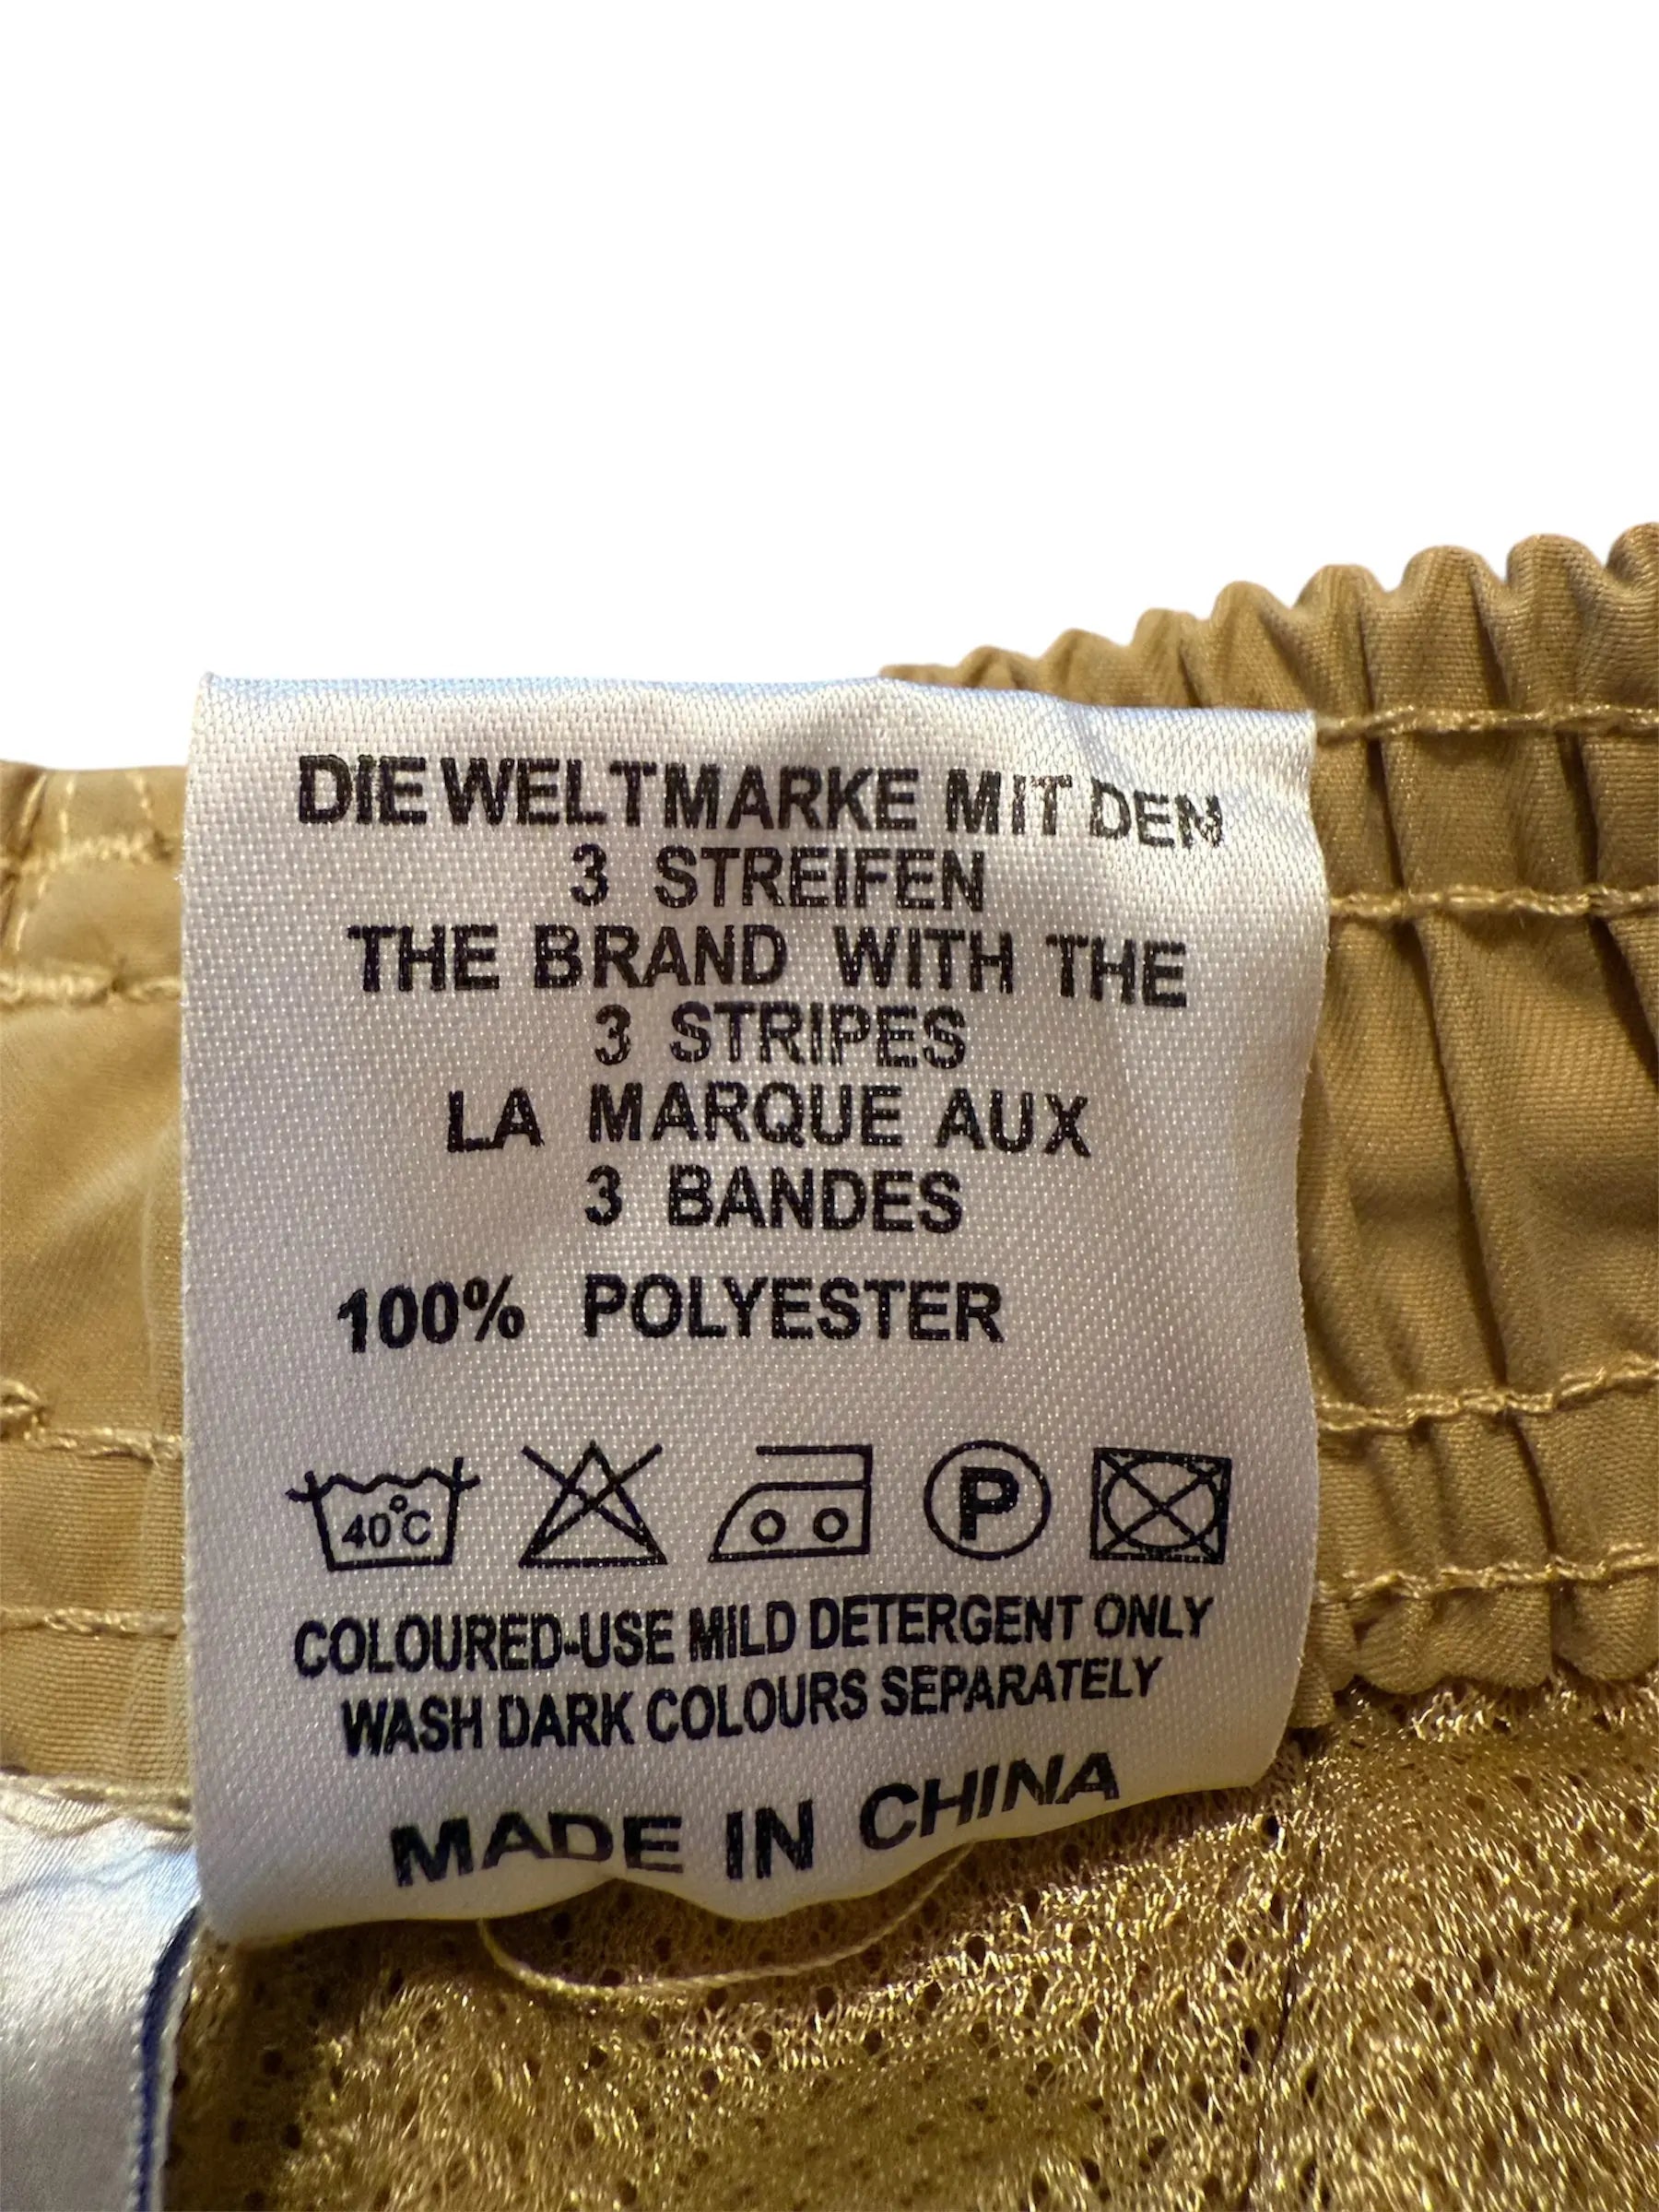 DIE WELTMARKE MIT DEN
3 STREIFEN
THE BRAND WITH THE
3 STRIPES
LA MARQUE AUX
3 BANDES
100% POLYESTER
40°C P
COLOURED-USE MILD DETERGENT ONLY
WASH DARK COLOURS SEPARATELY
MADE IN CHINA